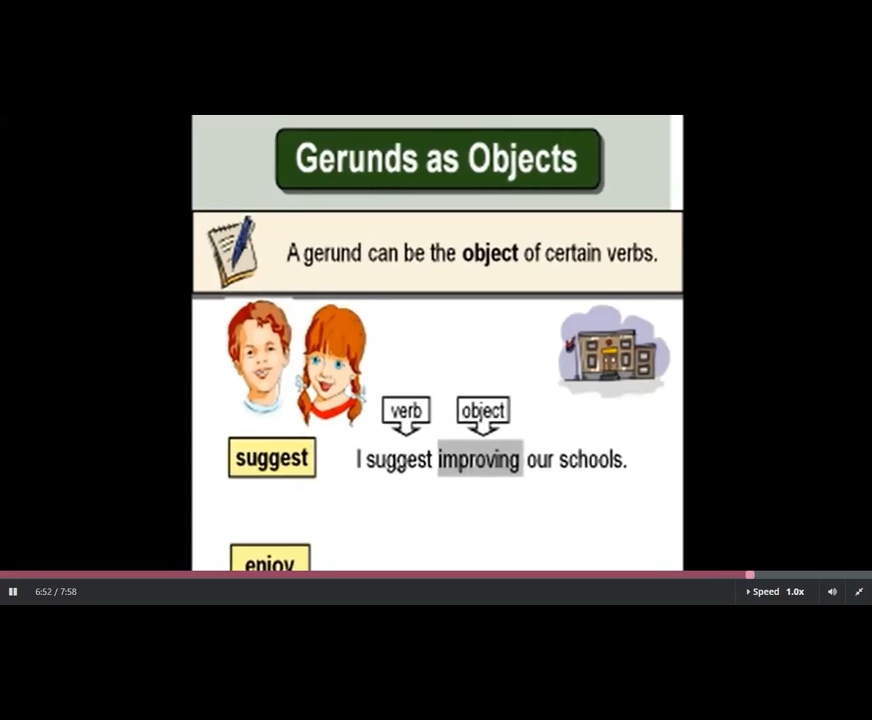 Gerunds as Objects
A gerund can be the object of certain verbs.
verb object
suggest I suggest improving our schools.
enjoy
6:52 / 7:58 Speed 1.0x